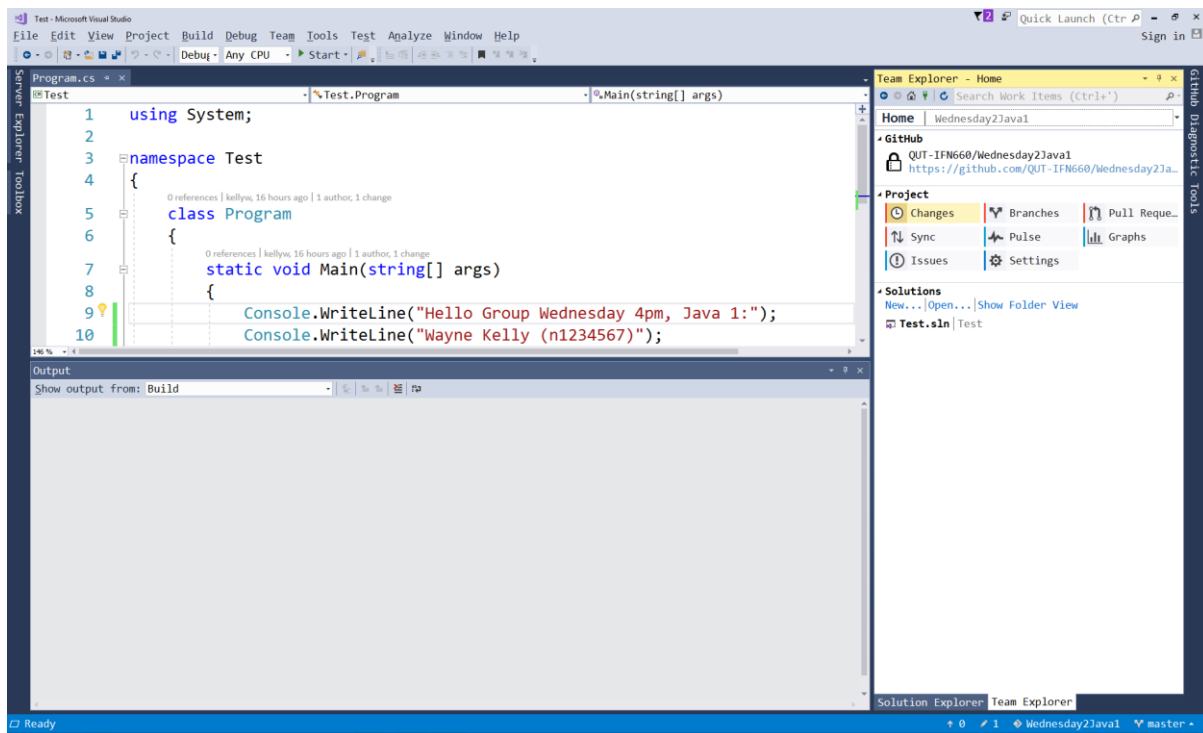 Test - Microsoft Visual Studio
2
Quick Launch (Ctr
File Edit View Project Build Debug Team Tools Test Analyze Window Help
Sign in
Debug Any CPU Start
Server Explorer
Toolbox
Program.cs
Test
Test.Program
Main(string[] args)
1 using System;
2
3 namespace Test
4 {
0 references | kellyw, 16 hours ago | 1 author, 1 change
5 class Program
6 {
0 references | kellyw, 16 hours ago | 1 author, 1 change
7 static void Main(string[] args)
8 {
9 Console.WriteLine("Hello Group Wednesday 4pm, Java 1:");
10 Console.WriteLine("Wayne Kelly (n1234567)");
146 %
Output
Show output from: Build
Team Explorer - Home
Search Work Items (Ctrl+')
Home | Wednesday2Java1
GitHub
QUT-IFN660/Wednesday2Java1
https://github.com/QUT-IFN660/Wednesday2Ja…
Project
Changes Branches Pull Reque…
Sync Pulse Graphs
Issues Settings
Solutions
New... | Open... | Show Folder View
Test.sln | Test
Solution Explorer Team Explorer
GitHub
Diagnostic Tools
Ready
0 1 Wednesday2Java1 master